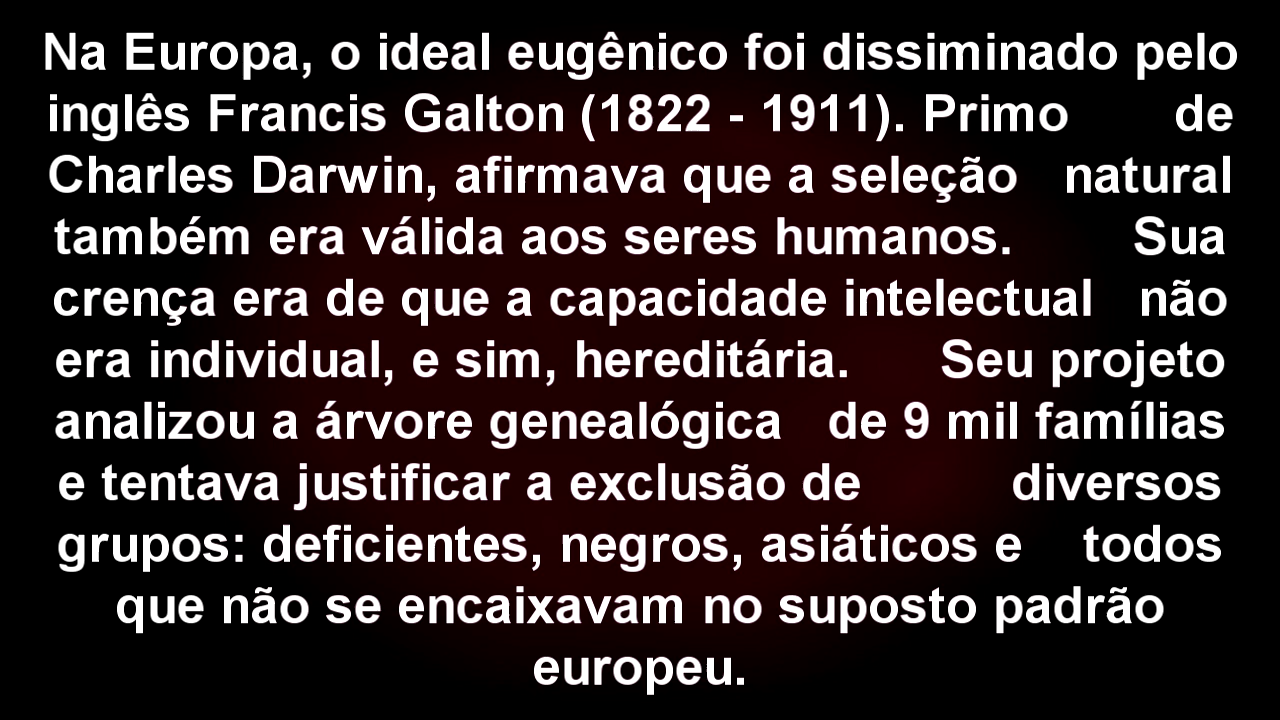 Na Europa, o ideal eugênico foi dissiminado pelo
inglês Francis Galton (1822 - 1911). Primo de
Charles Darwin, afirmava que a seleção natural
também era válida aos seres humanos. Sua
crença era de que a capacidade intelectual não
era individual, e sim, hereditária. Seu projeto
analizou a árvore genealógica de 9 mil famílias
e tentava justificar a exclusão de diversos
grupos: deficientes, negros, asiáticos e todos
que não se encaixavam no suposto padrão
europeu.